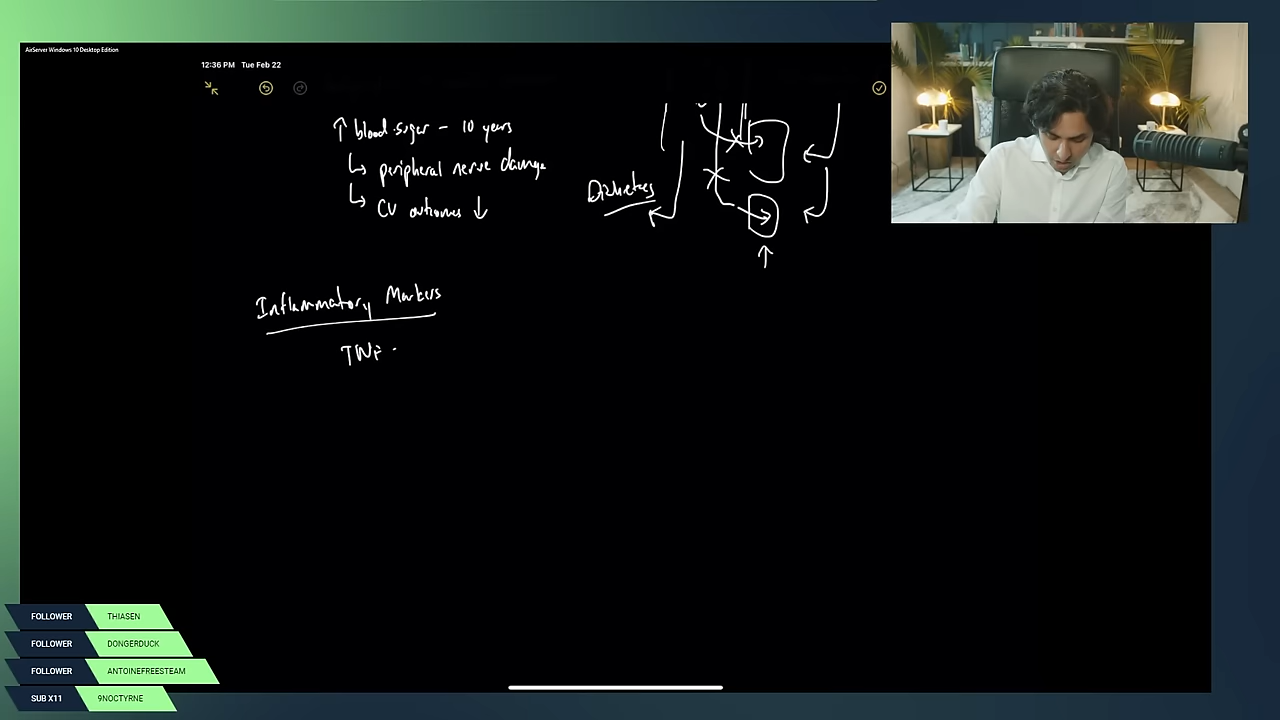 AirServer Windows 10 Desktop Edition
12:36 PM Tue Feb 22
↑ blood sugar - 10 years
↳ peripheral nerve damage
↳ CV outcomes ↓
Diabetes
Inflammatory Markers
TNF -
FOLLOWER THIASEN
FOLLOWER DONGERDUCK
FOLLOWER ANTOINEFREESTEAM
SUB X11 9NOCTYRNE